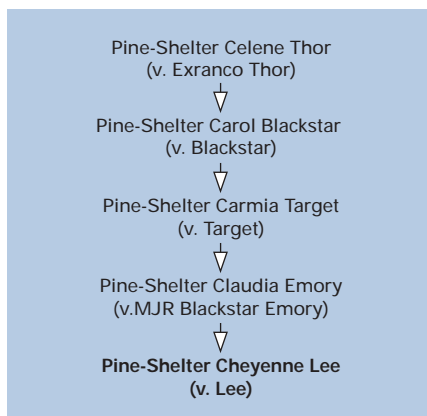 Pine-Shelter Celene Thor
(v. Exranco Thor)
Pine-Shelter Carol Blackstar
(v. Blackstar)
Pine-Shelter Carmia Target
(v. Target)
Pine-Shelter Claudia Emory
(v.MJR Blackstar Emory)
Pine-Shelter Cheyenne Lee
(v. Lee)